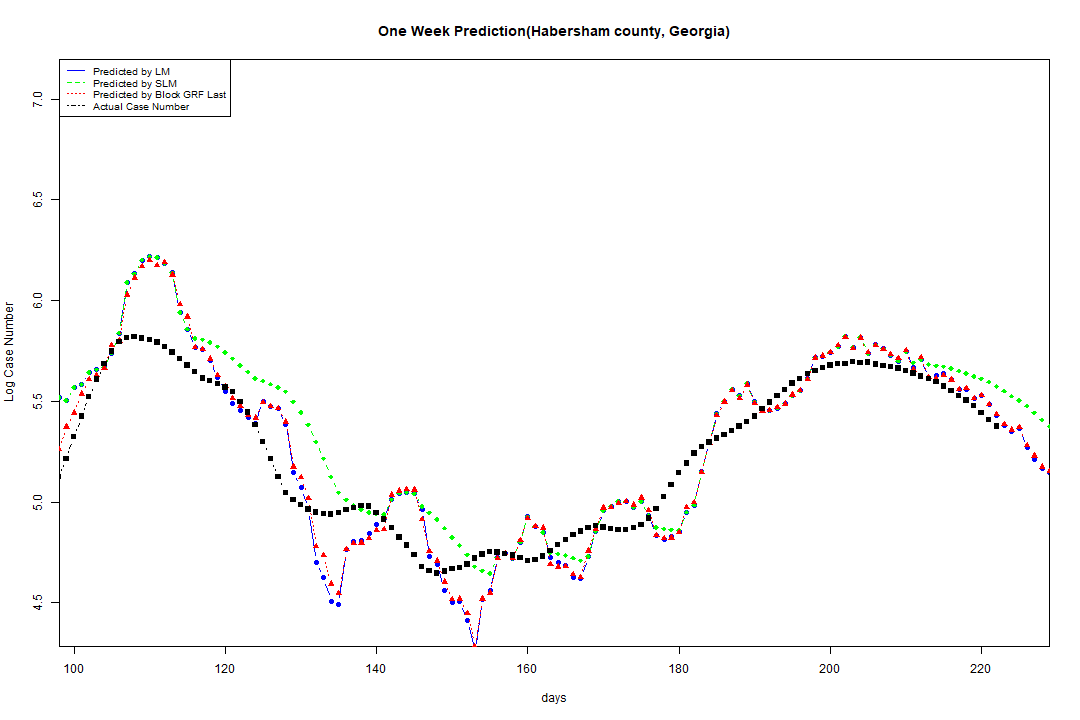 One Week Prediction(Habersham county, Georgia)
Predicted by LM
Predicted by SLM
Predicted by Block GRF Last
Actual Case Number
Log Case Number
7.0
6.5
6.0
5.5
5.0
4.5
100 120 140 160 180 200 220
days